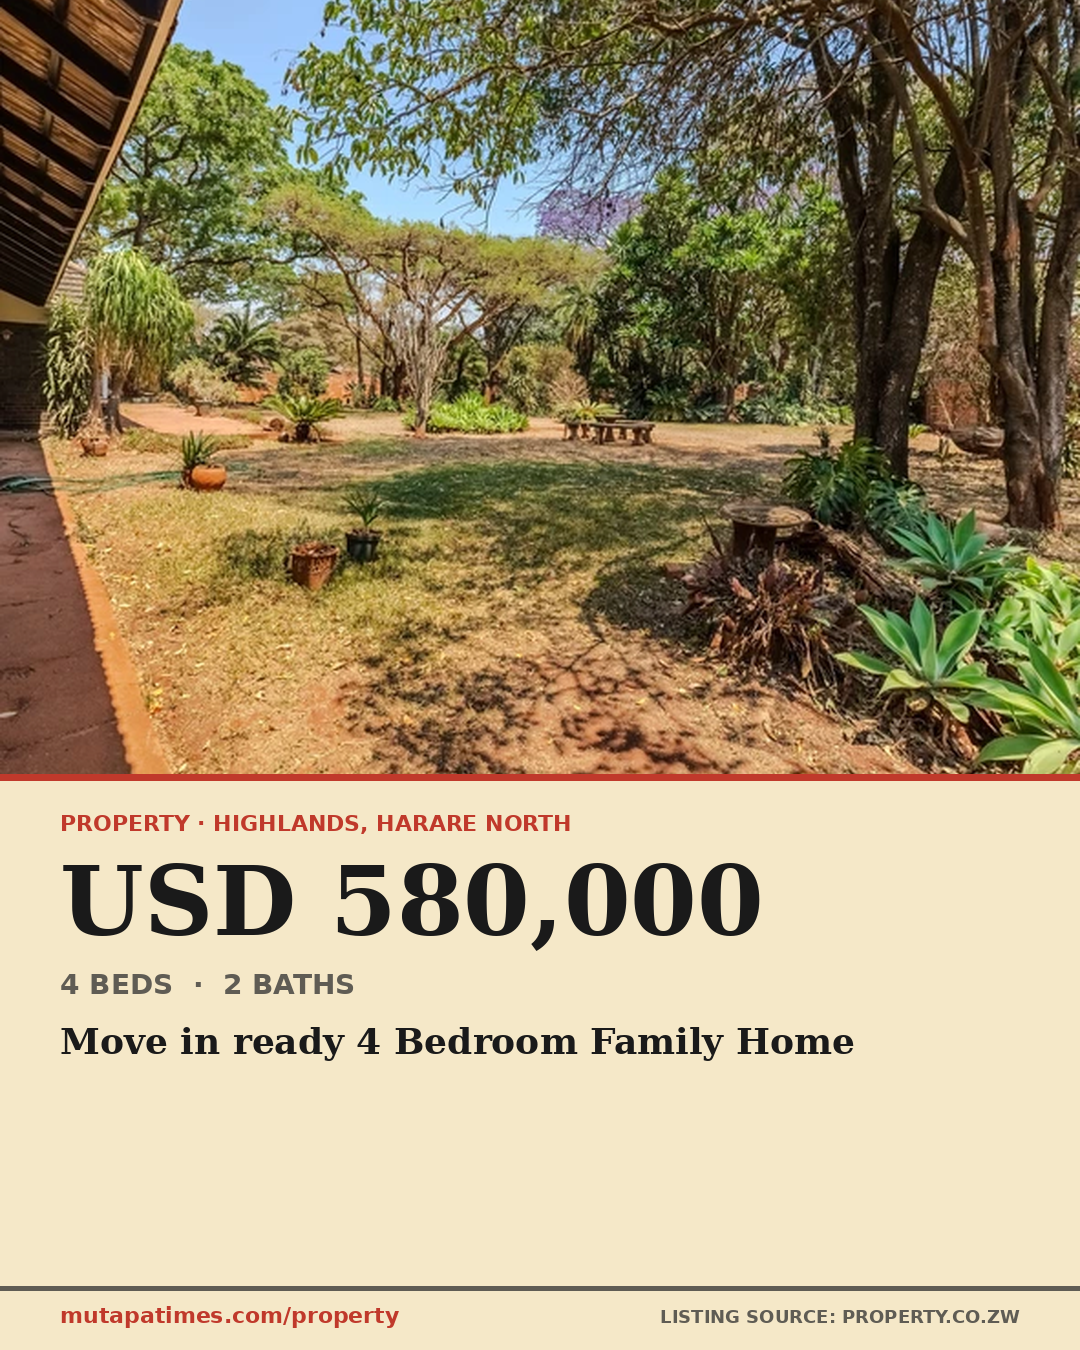 PROPERTY · HIGHLANDS, HARARE NORTH
USD 580,000
4 BEDS · 2 BATHS
Move in ready 4 Bedroom Family Home
mutapatimes.com/property
LISTING SOURCE: PROPERTY.CO.ZW